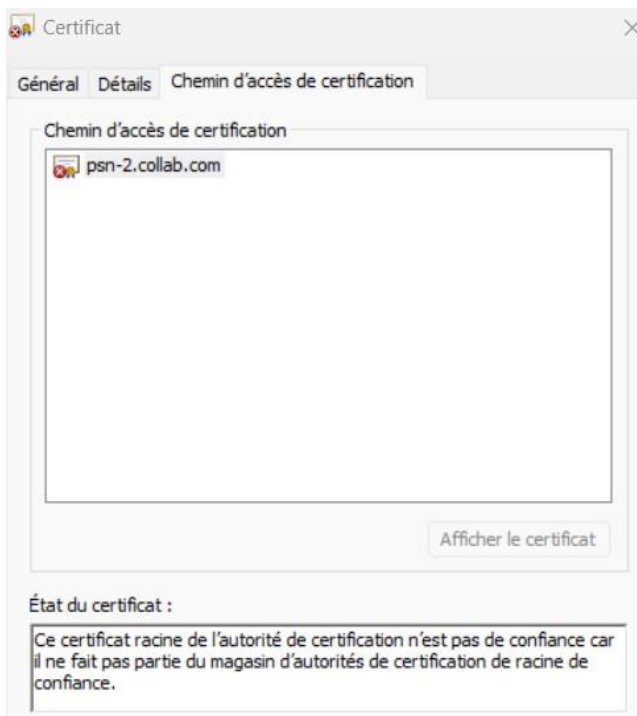 Certificat
Général Détails Chemin d'accès de certification
Chemin d'accès de certification
psn-2.collab.com
Afficher le certificat
État du certificat :
Ce certificat racine de l'autorité de certification n'est pas de confiance car
il ne fait pas partie du magasin d'autorités de certification de racine de
confiance.